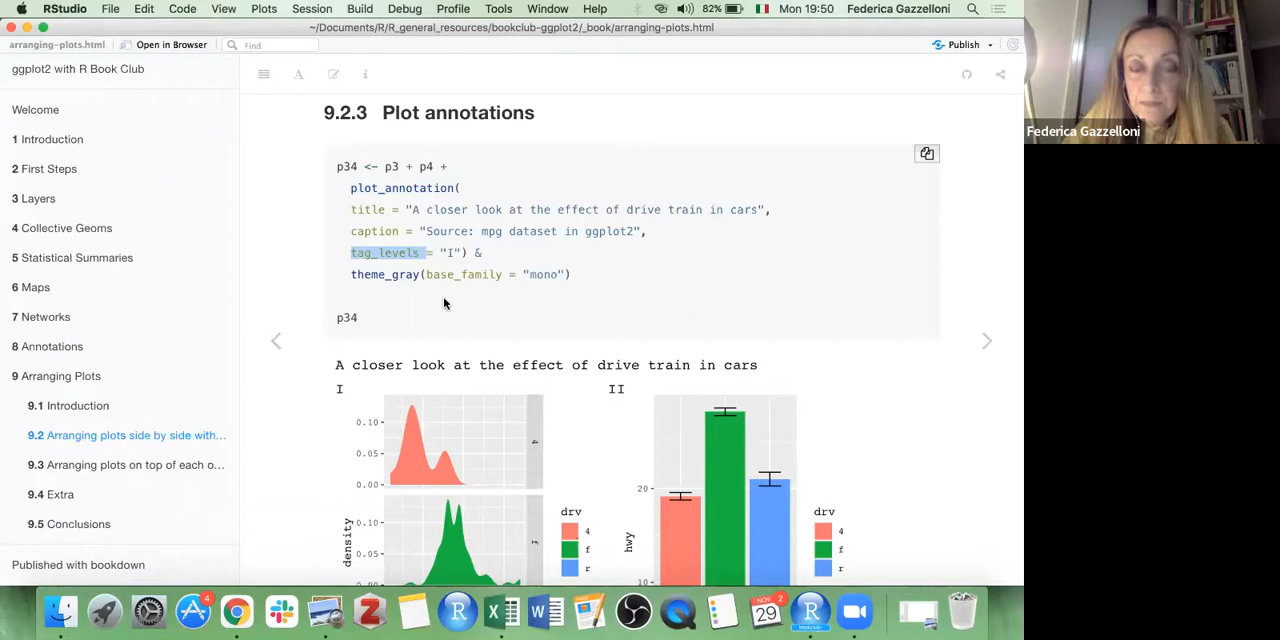 RStudio File Edit Code View Plots Session Build Debug Profile Tools Window Help 82% Mon 19:50 Federica Gazzelloni
~/Documents/R/R_general_resources/bookclub-ggplot2/_book/arranging-plots.html
arranging-plots.html Open in Browser Find Publish
ggplot2 with R Book Club
Welcome
1 Introduction
2 First Steps
3 Layers
4 Collective Geoms
5 Statistical Summaries
6 Maps
7 Networks
8 Annotations
9 Arranging Plots
9.1 Introduction
9.2 Arranging plots side by side with...
9.3 Arranging plots on top of each o...
9.4 Extra
9.5 Conclusions
Published with bookdown
9.2.3 Plot annotations
p34 <- p3 + p4 +
plot_annotation(
title = "A closer look at the effect of drive train in cars",
caption = "Source: mpg dataset in ggplot2",
tag_levels = "I") &
theme_gray(base_family = "mono")
p34
A closer look at the effect of drive train in cars
I
0.10
0.05
0.00
4
0.10
0.05
0.00
f
density
drv
4
f
r
II
20
10
hwy
drv
4
f
r
Federica Gazzelloni
4
NOV 2
29